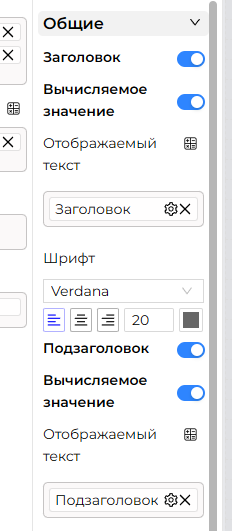 Общие
Заголовок
Вычисляемое
значение
Отображаемый
текст
Заголовок
Шрифт
Verdana
20
Подзаголовок
Вычисляемое
значение
Отображаемый
текст
Подзаголовок